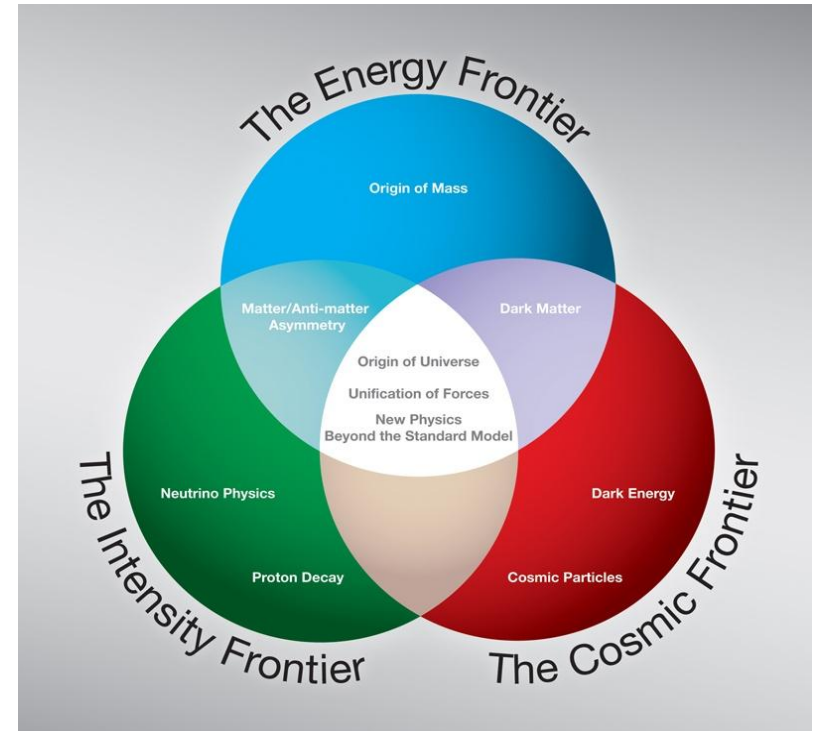 The Energy Frontier
Origin of Mass
Matter/Anti-matter
Asymmetry
Dark Matter
Origin of Universe
Unification of Forces
New Physics
Beyond the Standard Model
Neutrino Physics
Dark Energy
Proton Decay
Cosmic Particles
The Intensity Frontier
The Cosmic Frontier